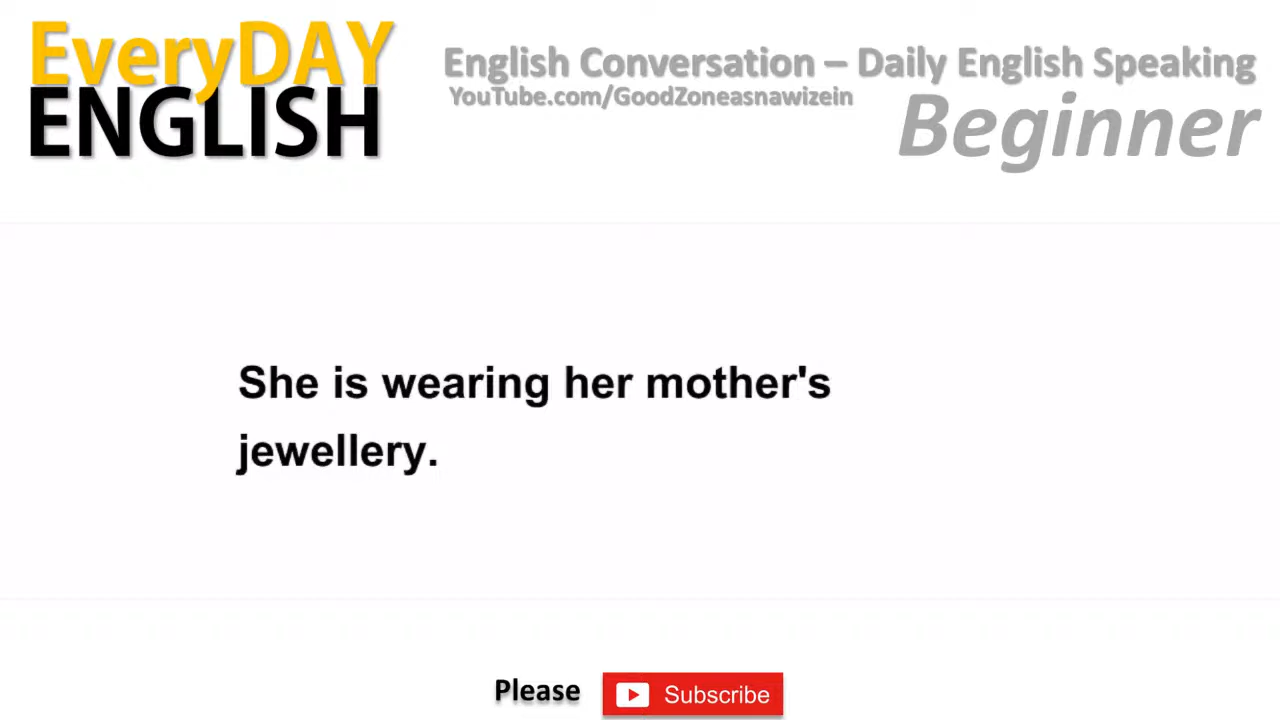 EveryDAY
ENGLISH
English Conversation – Daily English Speaking
YouTube.com/GoodZoneasnawizein
Beginner
She is wearing her mother's
jewellery.
Please
Subscribe